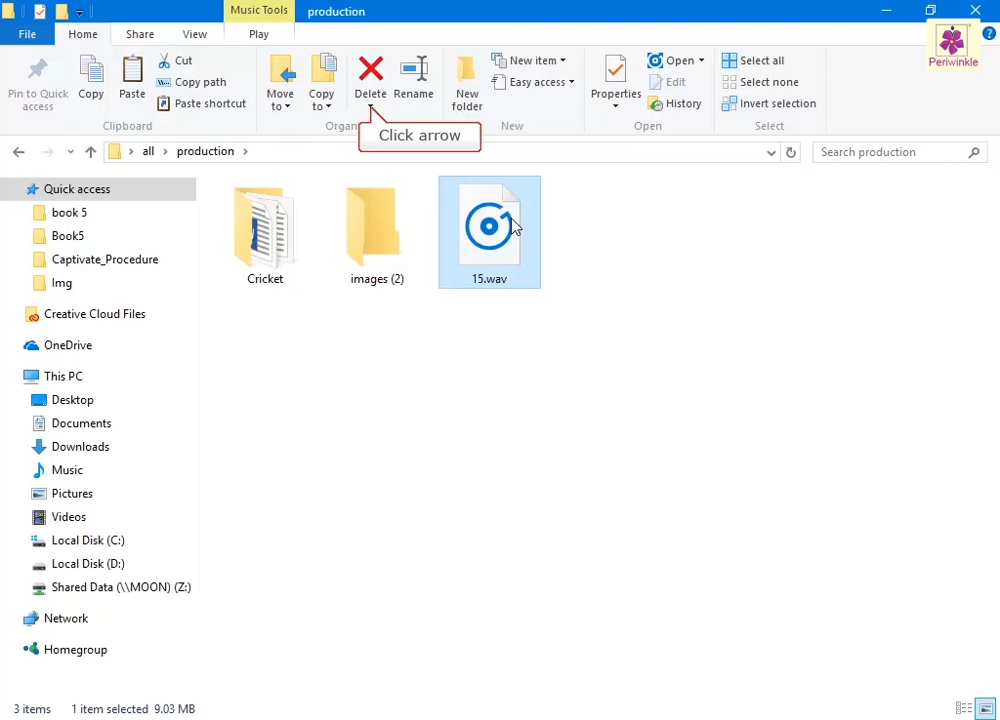 Music Tools
production
File
Home
Share
View
Play
Periwinkle
Pin to Quick access
Copy
Paste
Cut
Copy path
Paste shortcut
Clipboard
Move to
Copy to
Delete
Rename
Organ
Click arrow
New folder
New item
Easy access
New
Properties
Open
Edit
History
Open
Select all
Select none
Invert selection
Select
all
production
Search production
Quick access
book 5
Book5
Captivate_Procedure
Img
Creative Cloud Files
OneDrive
This PC
Desktop
Documents
Downloads
Music
Pictures
Videos
Local Disk (C:)
Local Disk (D:)
Shared Data (\\MOON) (Z:)
Network
Homegroup
Cricket
images (2)
15.wav
3 items
1 item selected 9.03 MB